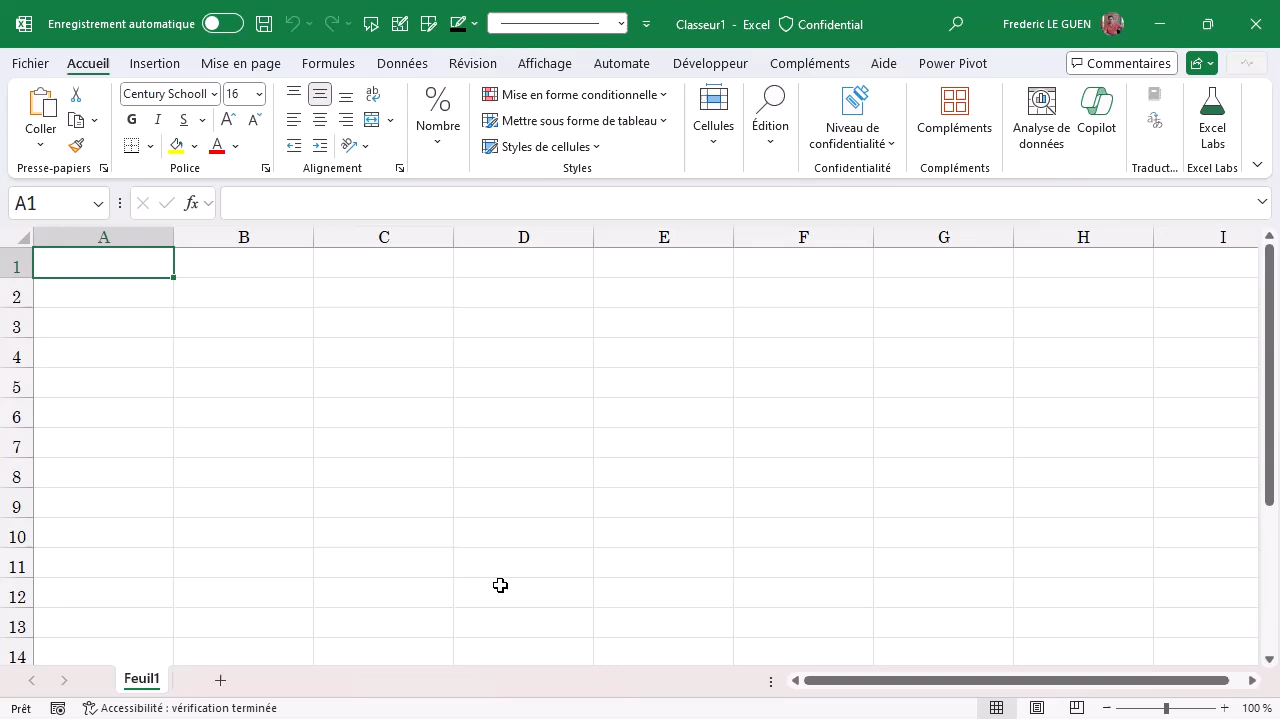 Enregistrement automatique Classeur1 - Excel Confidential Frederic LE GUEN
Fichier Accueil Insertion Mise en page Formules Données Révision Affichage Automate Développeur Compléments Aide Power Pivot Commentaires
Century Schooll 16
Coller
G I S
Presse-papiers
Police
Alignement
% Nombre
Mise en forme conditionnelle
Mettre sous forme de tableau
Styles de cellules
Styles
Cellules
Édition
Niveau de
confidentialité
Confidentialité
Compléments
Compléments
Analyse de
données
Copilot
Traduct...
Excel
Labs
Excel Labs
A1 fx
A B C D E F G H I
1
2
3
4
5
6
7
8
9
10
11
12
13
14
Feuil1
Prêt Accessibilité : vérification terminée 100 %